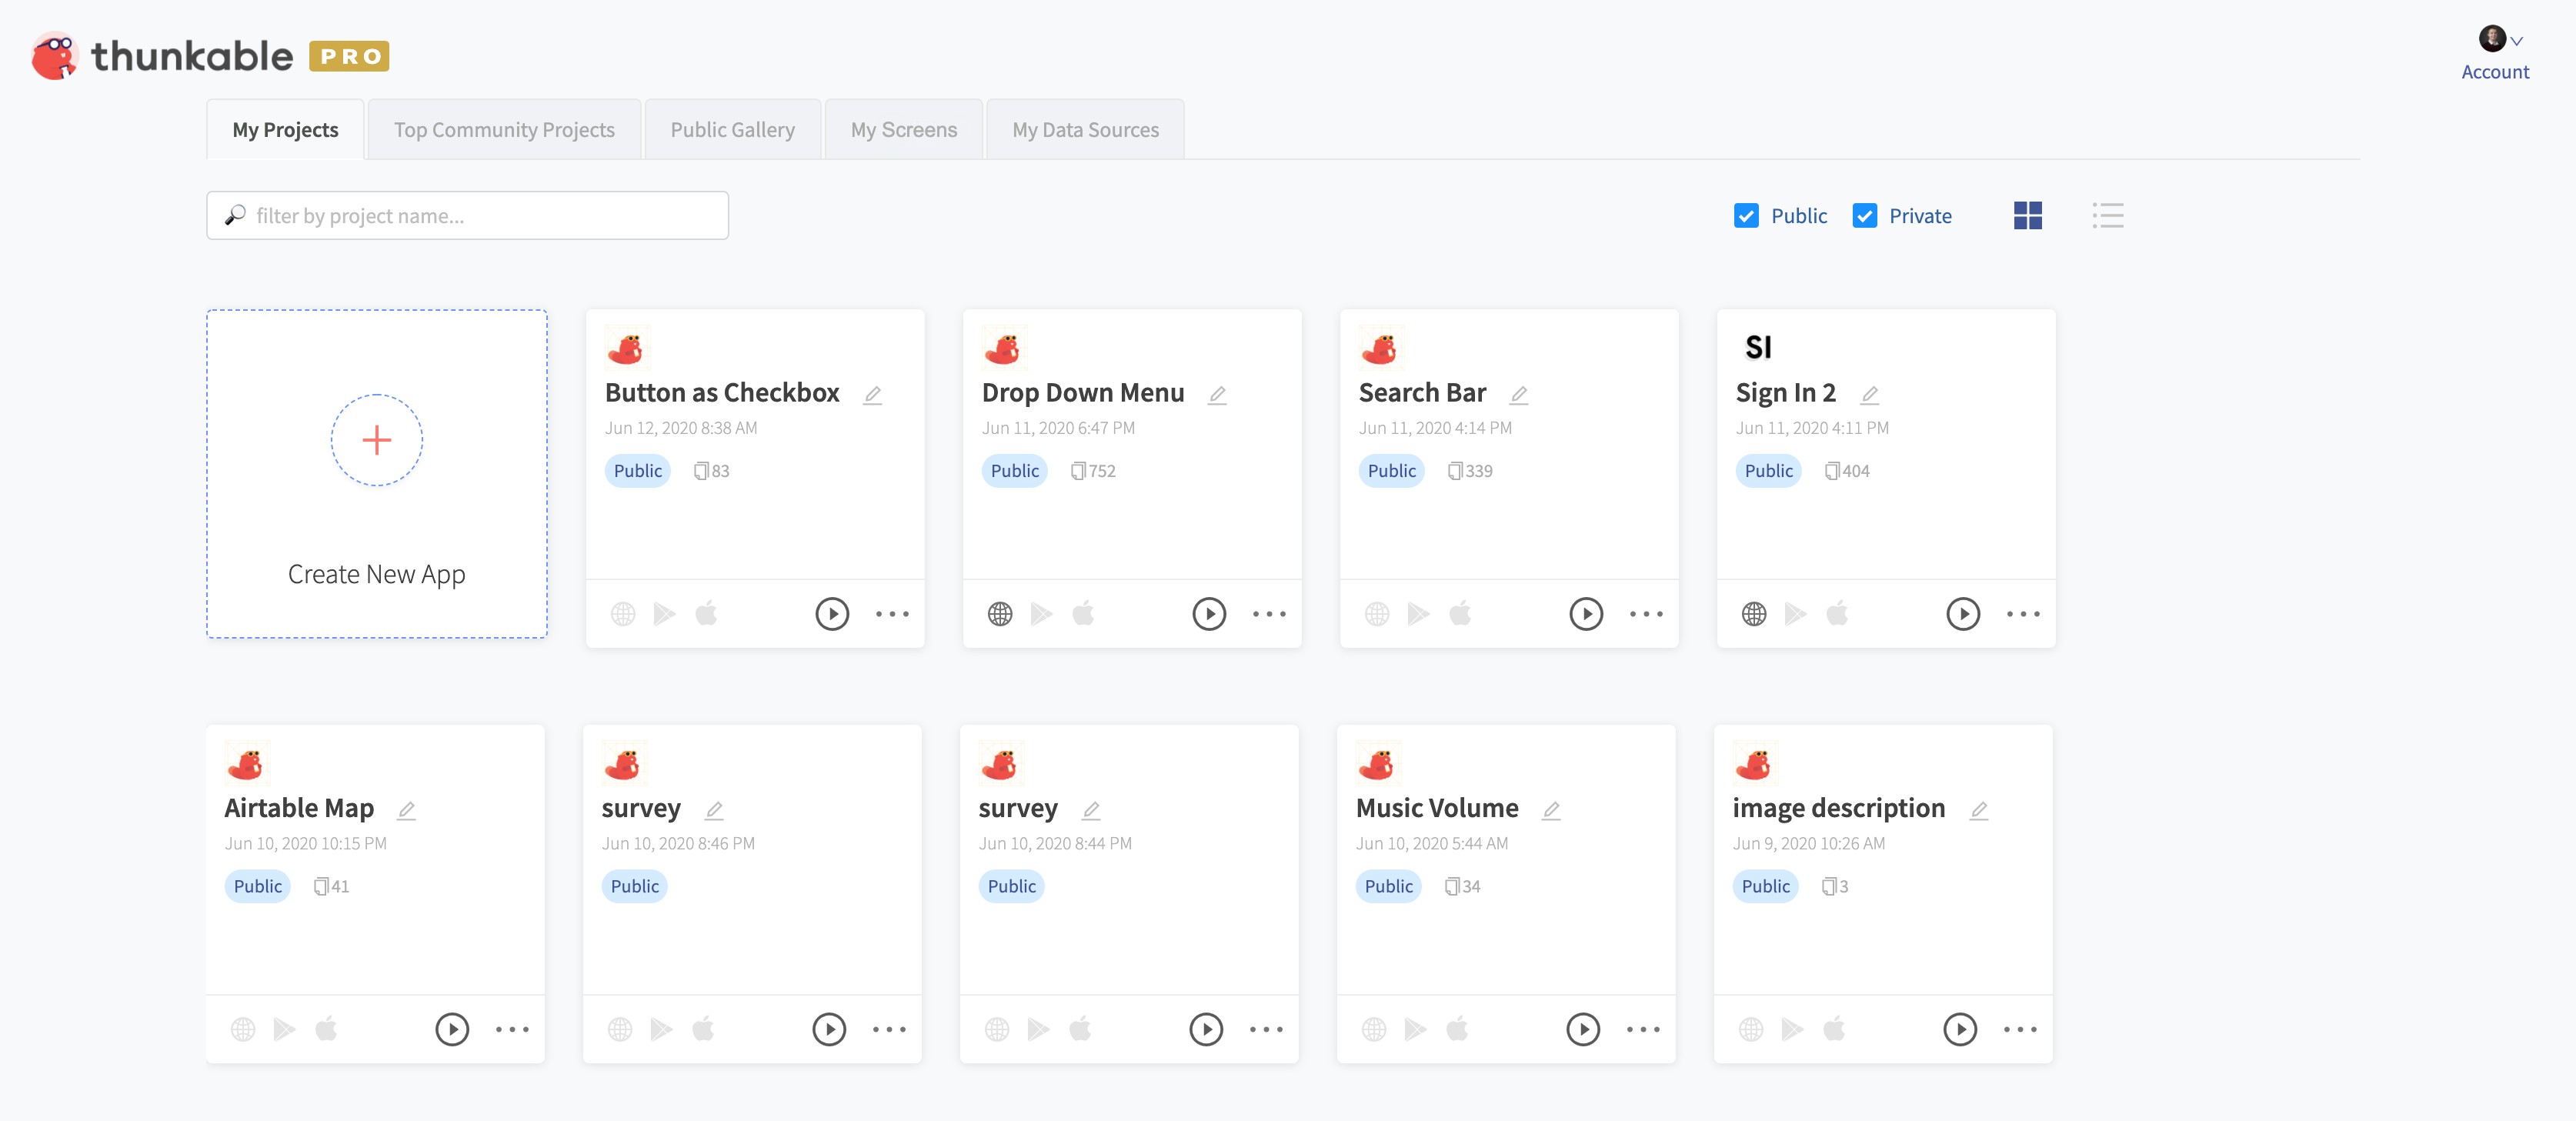 thunkable PRO
Account
My Projects
Top Community Projects
Public Gallery
My Screens
My Data Sources
filter by project name...
Public
Private
Create New App
Button as Checkbox
Jun 12, 2020 8:38 AM
Public 83
Drop Down Menu
Jun 11, 2020 6:47 PM
Public 752
Search Bar
Jun 11, 2020 4:14 PM
Public 339
SI
Sign In 2
Jun 11, 2020 4:11 PM
Public 404
Airtable Map
Jun 10, 2020 10:15 PM
Public 41
survey
Jun 10, 2020 8:46 PM
Public
survey
Jun 10, 2020 8:44 PM
Public
Music Volume
Jun 10, 2020 5:44 AM
Public 34
image description
Jun 9, 2020 10:26 AM
Public 3